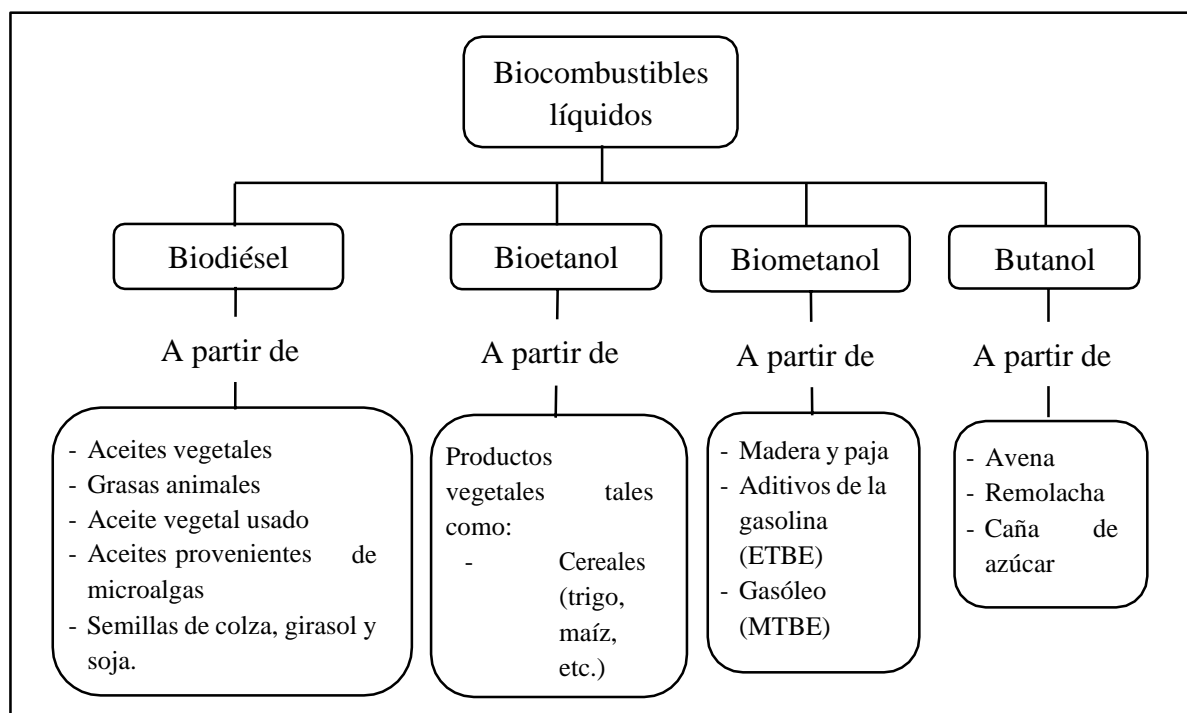 Biocombustibles
líquidos
Biodiésel
Bioetanol
Biometanol
Butanol
A partir de
A partir de
A partir de
A partir de
- Aceites vegetales
- Grasas animales
- Aceite vegetal usado
- Aceites provenientes de
microalgas
- Semillas de colza, girasol y
soja.
Productos
vegetales tales
como:
- Cereales
(trigo,
maíz,
etc.)
- Madera y paja
- Aditivos de la
gasolina
(ETBE)
- Gasóleo
(MTBE)
- Avena
- Remolacha
- Caña de
azúcar